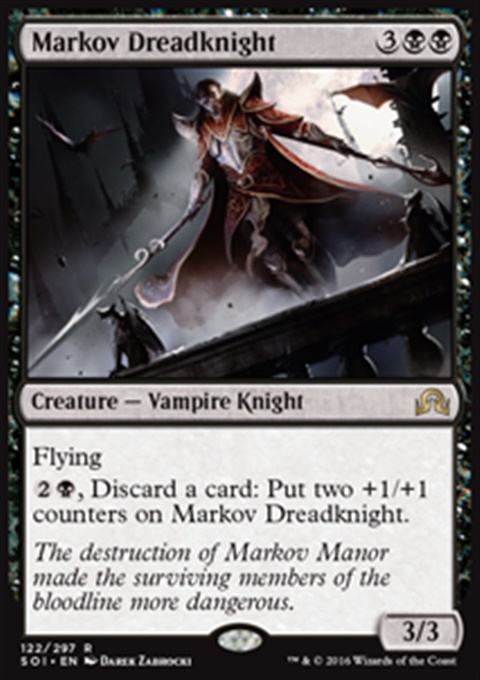 Markov Dreadknight 3
Creature — Vampire Knight
Flying
2, Discard a card: Put two +1/+1
counters on Markov Dreadknight.
The destruction of Markov Manor
made the surviving members of the
bloodline more dangerous.
3/3
122/297 R
SOI • EN Darek Zabrocki
™ & © 2016 Wizards of the Coast